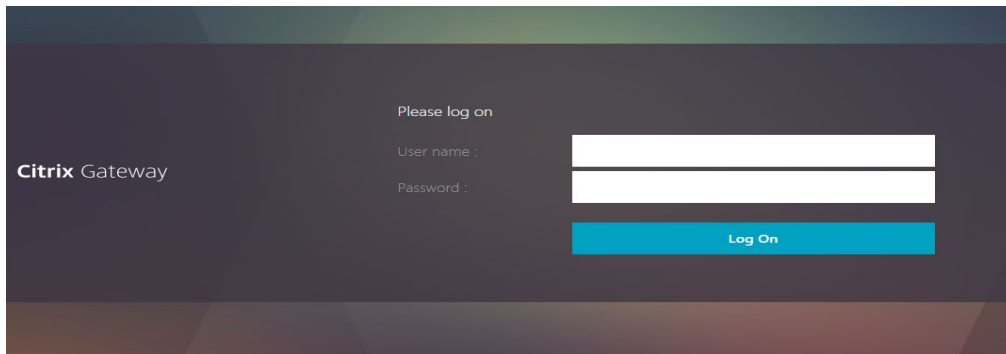 Please log on
User name :
Citrix Gateway
Password :
Log On